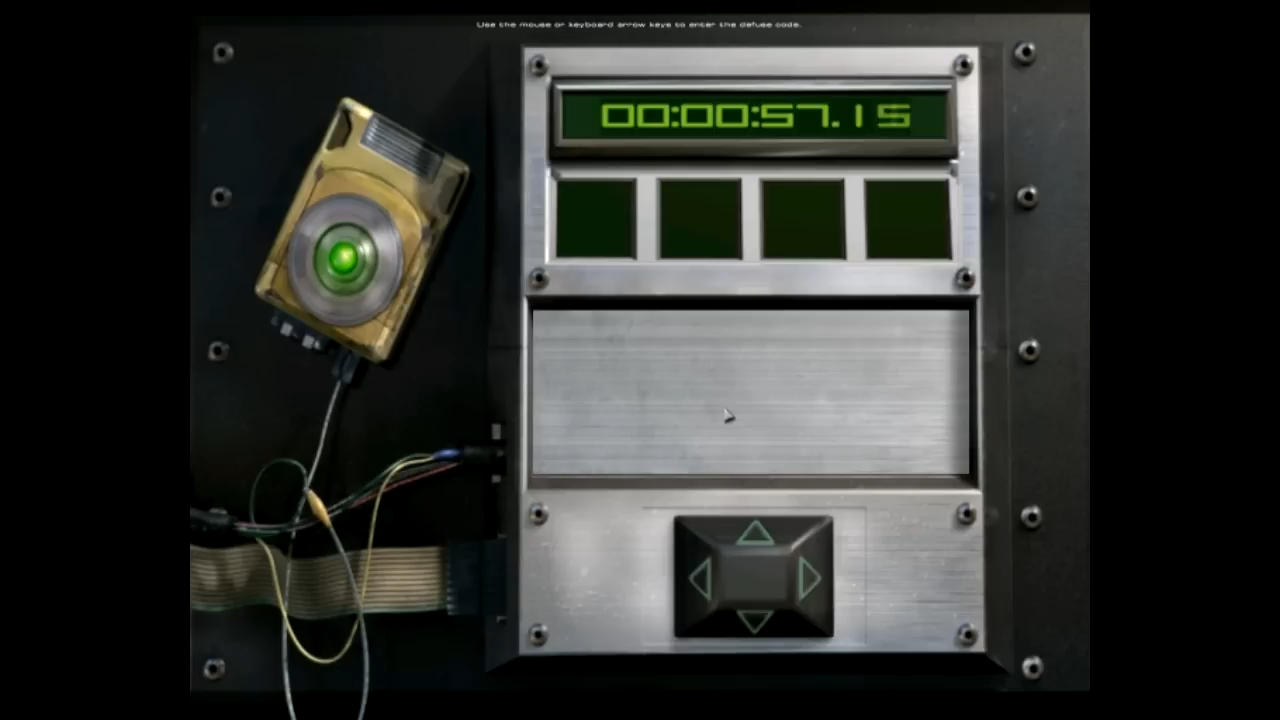 Use the mouse or keyboard arrow keys to enter the defuse code.
00:00:57.15